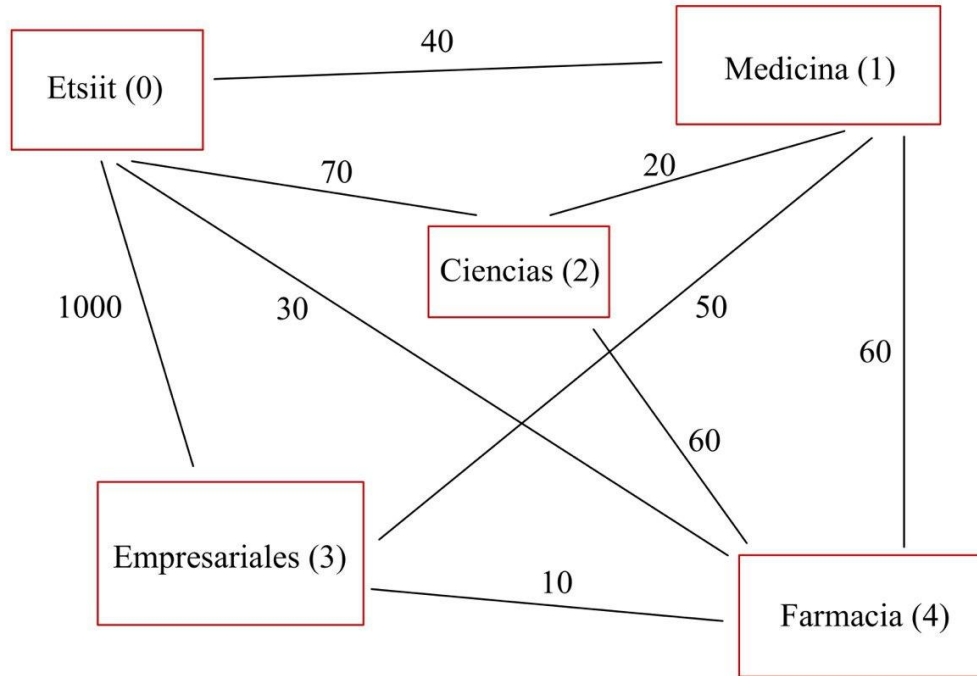 40
Etsiit (0)
Medicina (1)
70
20
Ciencias (2)
1000
30
50
60
60
Empresariales (3)
10
Farmacia (4)